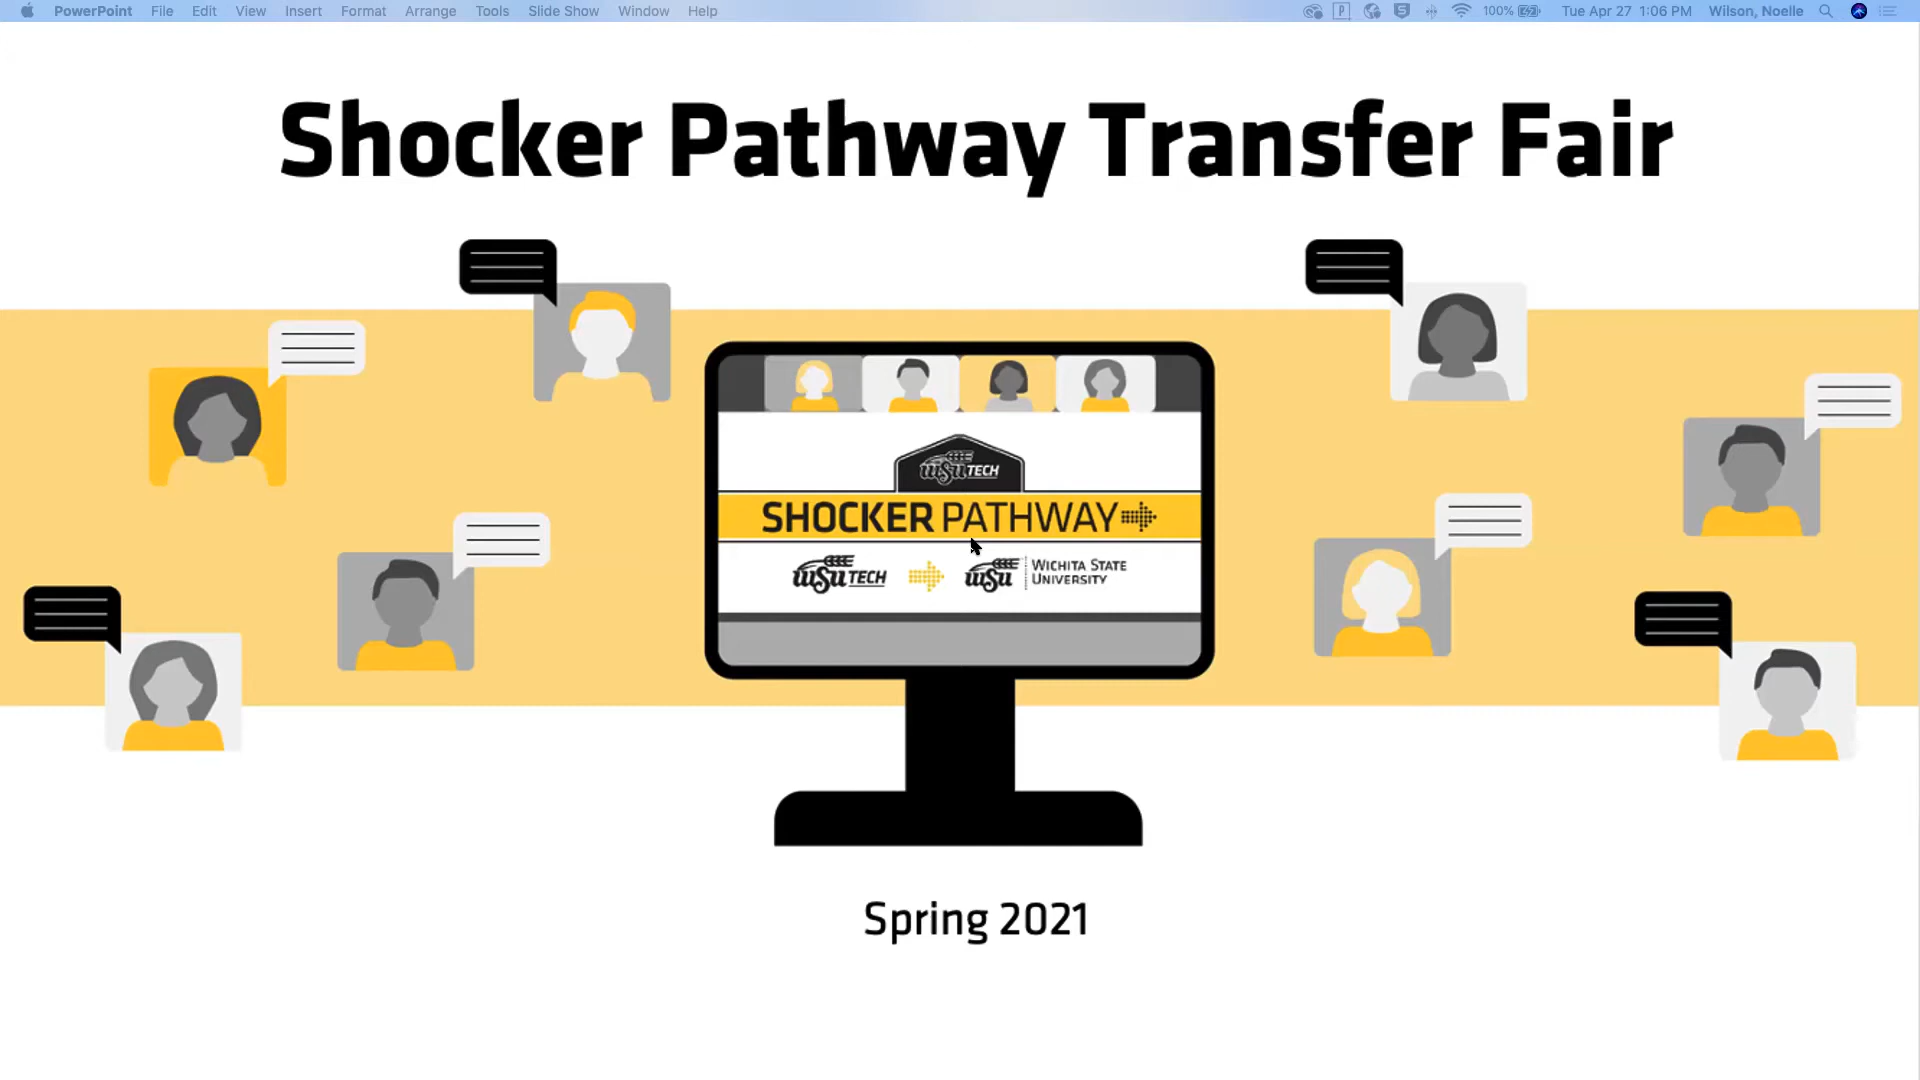 PowerPoint File Edit View Insert Format Arrange Tools Slide Show Window Help 100% Tue Apr 27 1:06 PM Wilson, Noelle
Shocker Pathway Transfer Fair
WSU TECH
SHOCKER PATHWAY
WSU TECH WSU WICHITA STATE
UNIVERSITY
Spring 2021